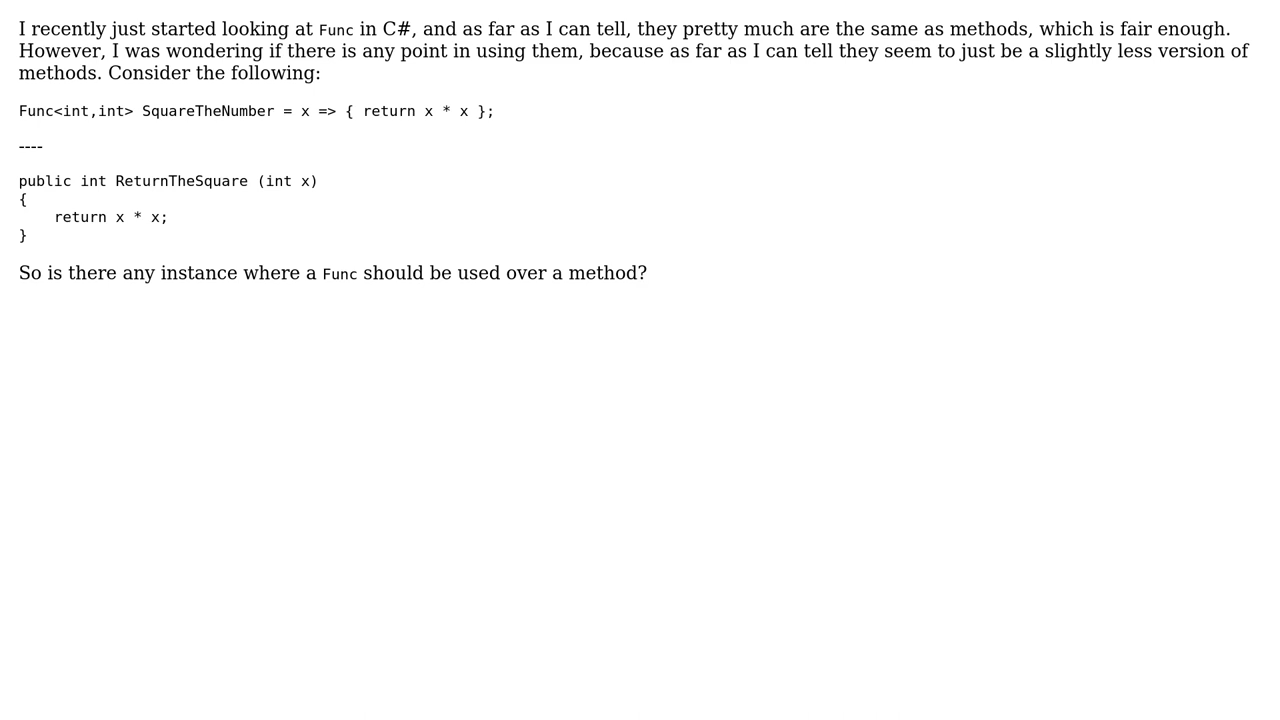 I recently just started looking at Func in C#, and as far as I can tell, they pretty much are the same as methods, which is fair enough.
However, I was wondering if there is any point in using them, because as far as I can tell they seem to just be a slightly less version of
methods. Consider the following:
Func<int,int> SquareTheNumber = x => { return x * x };
----
public int ReturnTheSquare (int x)
{
    return x * x;
}
So is there any instance where a Func should be used over a method?